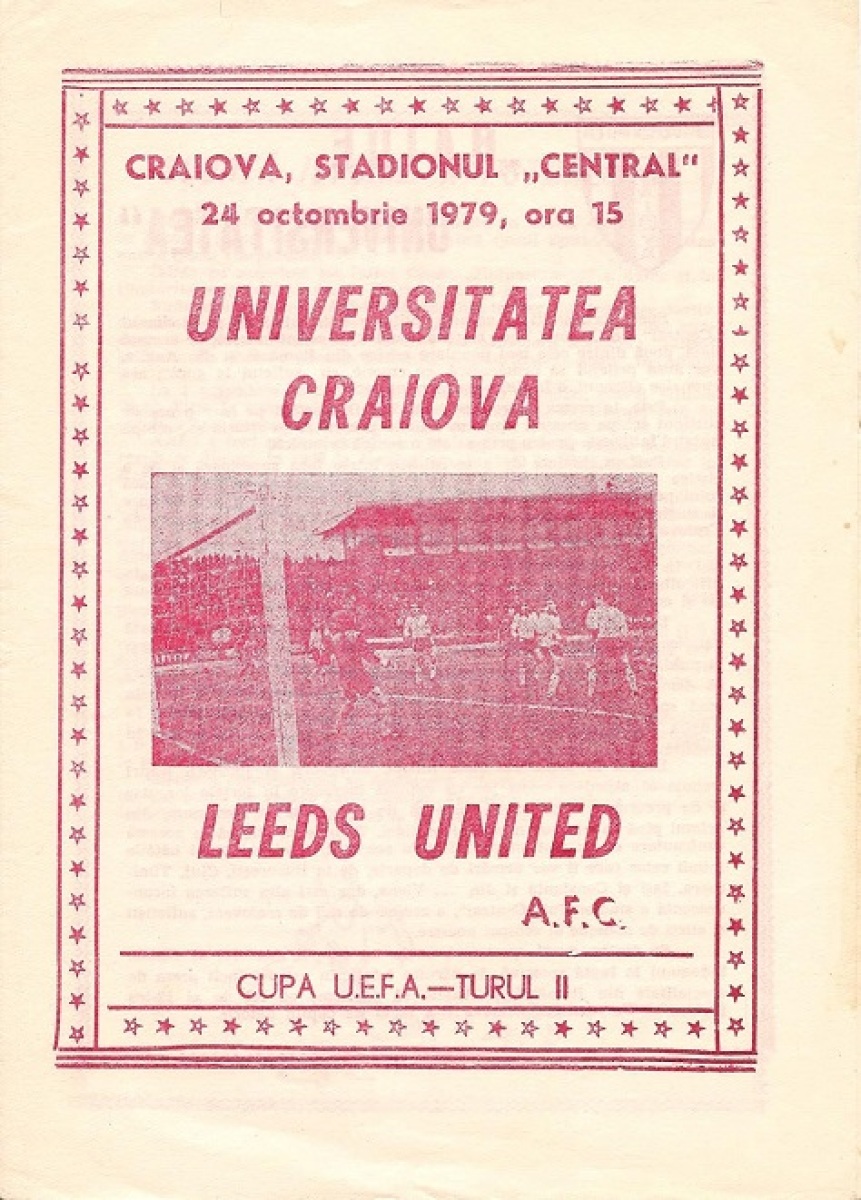 CRAIOVA, STADIONUL „CENTRAL“
24 octombrie 1979, ora 15
UNIVERSITATEA
CRAIOVA
LEEDS UNITED
A.F.C.
CUPA U.E.F.A.—TURUL II